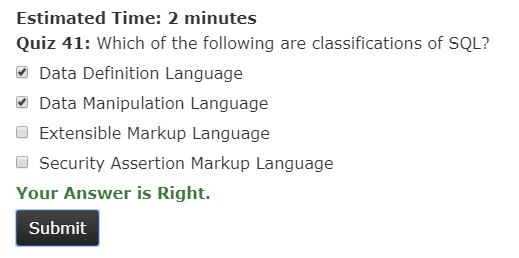 Estimated Time: 2 minutes
Quiz 41: Which of the following are classifications of SQL?
Data Definition Language
Data Manipulation Language
Extensible Markup Language
Security Assertion Markup Language
Your Answer is Right.
Submit